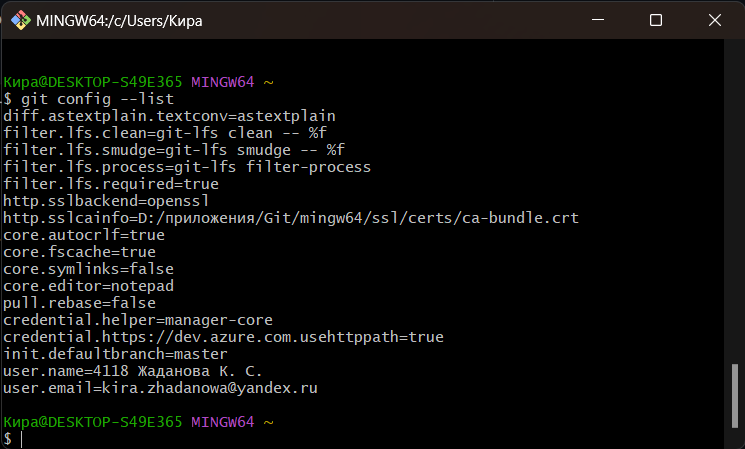 MINGW64:/c/Users/Кира
Кира@DESKTOP-S49E365 MINGW64 ~
$ git config --list
diff.astextplain.textconv=astextplain
filter.lfs.clean=git-lfs clean -- %f
filter.lfs.smudge=git-lfs smudge -- %f
filter.lfs.process=git-lfs filter-process
filter.lfs.required=true
http.sslbackend=openssl
http.sslcainfo=D:/приложения/Git/mingw64/ssl/certs/ca-bundle.crt
core.autocrlf=true
core.fscache=true
core.symlinks=false
core.editor=notepad
pull.rebase=false
credential.helper=manager-core
credential.https://dev.azure.com.usehttppath=true
init.defaultbranch=master
user.name=4118 Жаданова К. С.
user.email=kira.zhadanowa@yandex.ru
Кира@DESKTOP-S49E365 MINGW64 ~
$